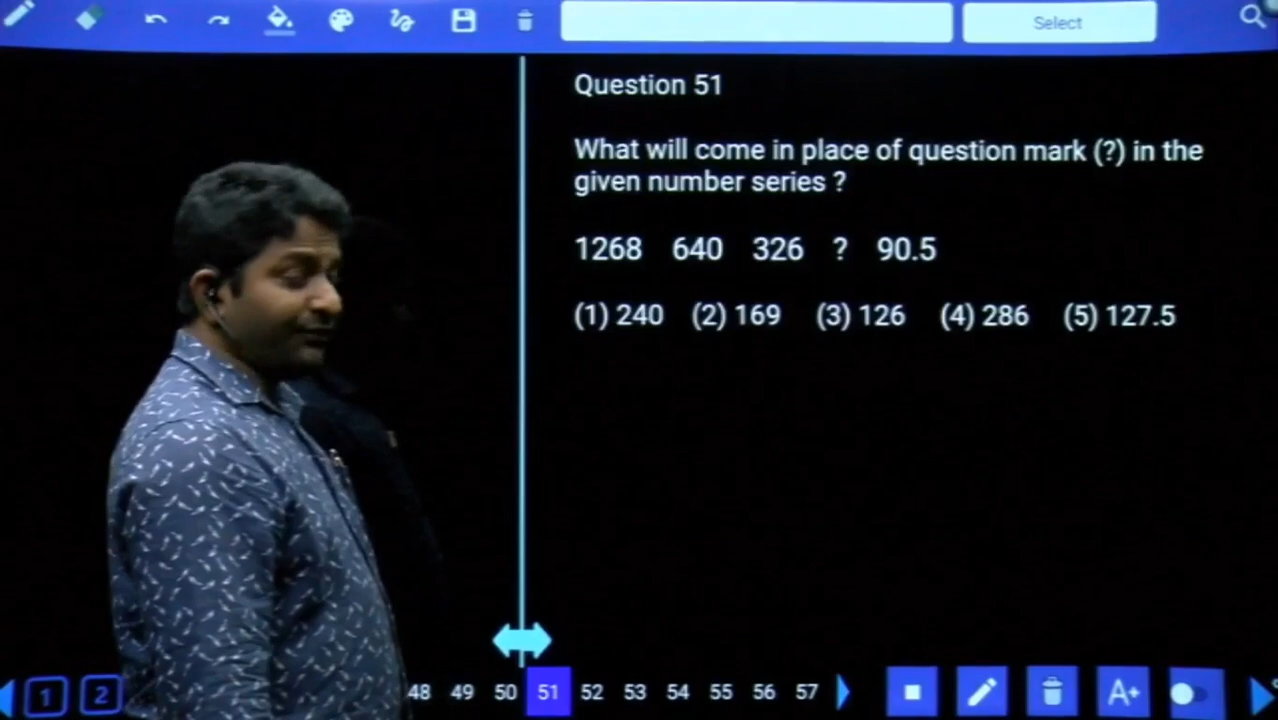 Select
Question 51
What will come in place of question mark (?) in the
given number series ?
1268 640 326 ? 90.5
(1) 240 (2) 169 (3) 126 (4) 286 (5) 127.5
1 2 48 49 50 51 52 53 54 55 56 57 A+